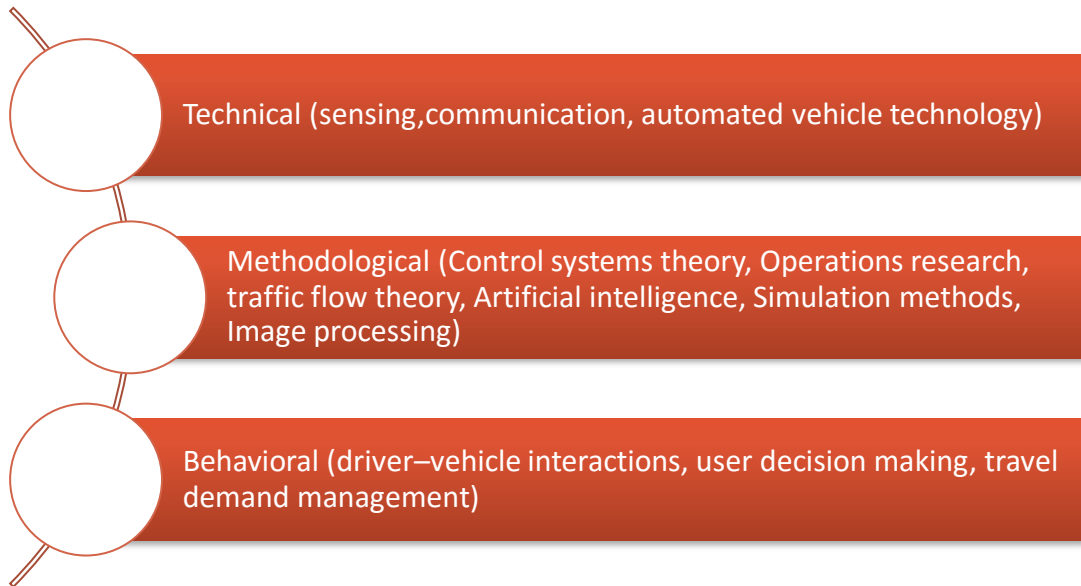 Technical (sensing,communication, automated vehicle technology)
Methodological (Control systems theory, Operations research,
traffic flow theory, Artificial intelligence, Simulation methods,
Image processing)
Behavioral (driver–vehicle interactions, user decision making, travel
demand management)